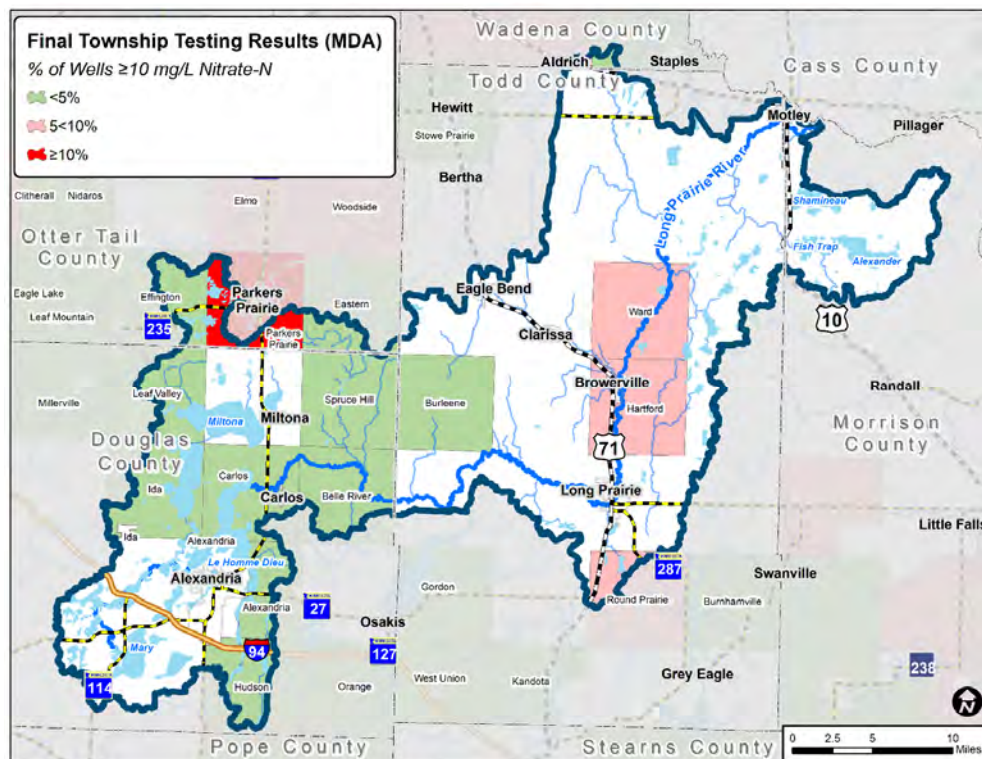 Final Township Testing Results (MDA)
% of Wells ≥10 mg/L Nitrate-N
<5%
5<10%
≥10%
Wadena County
Aldrich
Staples
Todd County
Cass County
Hewitt
Stowe Prairie
Motley
Pillager
Bertha
Clitherall
Nidaros
Elmo
Woodside
Long Prairie River
Shamineau
Fish Trap
Alexander
Otter Tail
County
Eagle Lake
Leaf Mountain
Effington
Parkers
Prairie
Eastern
Eagle Bend
Ward
10
235
Parkers
Prairie
Clarissa
Millerville
Leaf Valley
Miltona
Miltona
Spruce Hill
Burleene
Browerville
Hartford
Randall
Morrison
County
Douglas
County
71
Ida
Carlos
Carlos
Belle River
Long Prairie
Little Falls
Ida
Alexandria
Le Homme Dieu
Alexandria
Alexandria
27
Gordon
287
Swanville
Round Prairie
Burnhamville
Osakis
94
127
Mary
114
Hudson
Orange
West Union
Kandota
Grey Eagle
238
N
Pope County
Stearns County
0 2.5 5 10
Miles